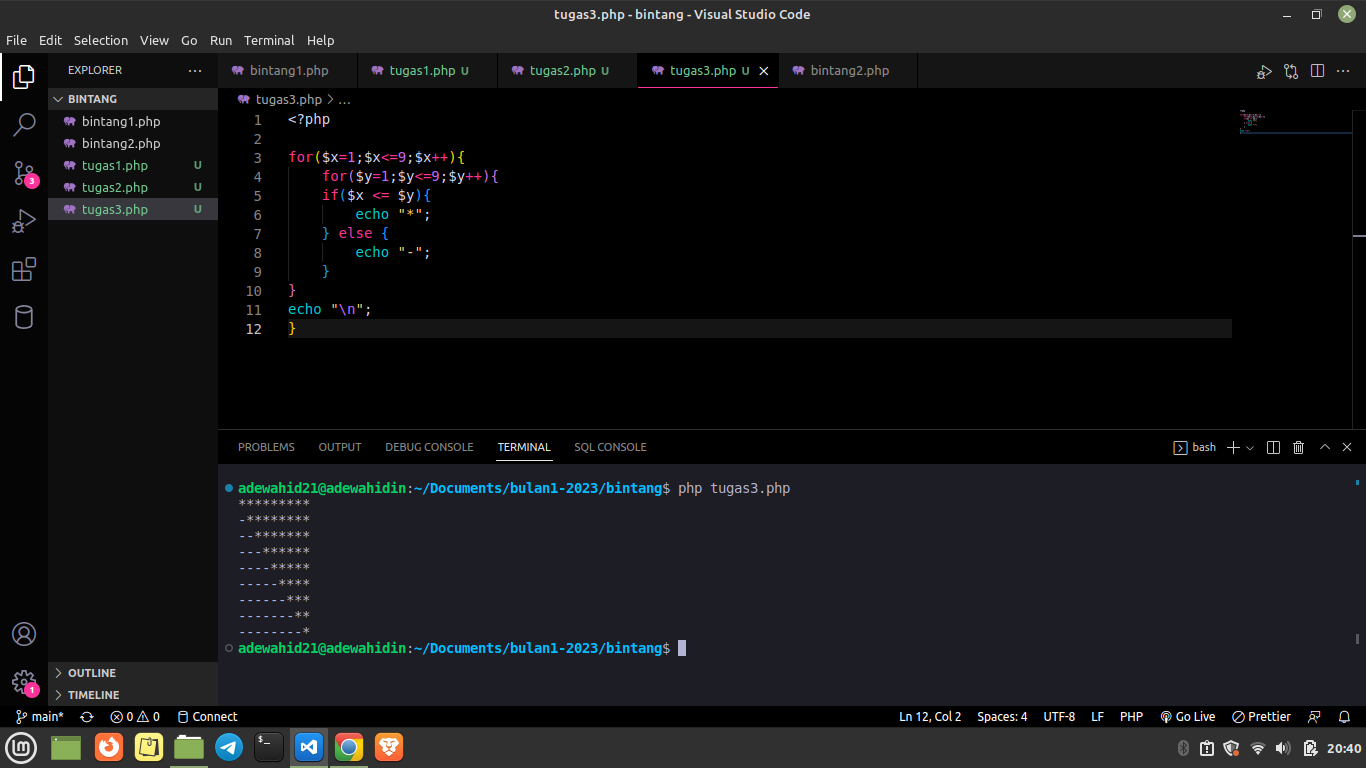 tugas3.php - bintang - Visual Studio Code
File Edit Selection View Go Run Terminal Help
EXPLORER ...
bintang1.php tugas1.php U tugas2.php U tugas3.php U bintang2.php
BINTANG
bintang1.php
bintang2.php
tugas1.php U
tugas2.php U
tugas3.php U
tugas3.php > ...
1 <?php
2
3 for($x=1;$x<=9;$x++){
4     for($y=1;$y<=9;$y++){
5     if($x <= $y){
6         echo "*";
7     } else {
8         echo "-";
9     }
10 }
11 echo "\n";
12 }
3
PROBLEMS OUTPUT DEBUG CONSOLE TERMINAL SQL CONSOLE
bash
adewahid21@adewahidin:~/Documents/bulan1-2023/bintang$ php tugas3.php
*********
-********
--*******
---******
----*****
-----****
------***
-------**
--------*
adewahid21@adewahidin:~/Documents/bulan1-2023/bintang$
1
OUTLINE
TIMELINE
main* 0 0 Connect
Ln 12, Col 2 Spaces: 4 UTF-8 LF PHP Go Live Prettier
20:40